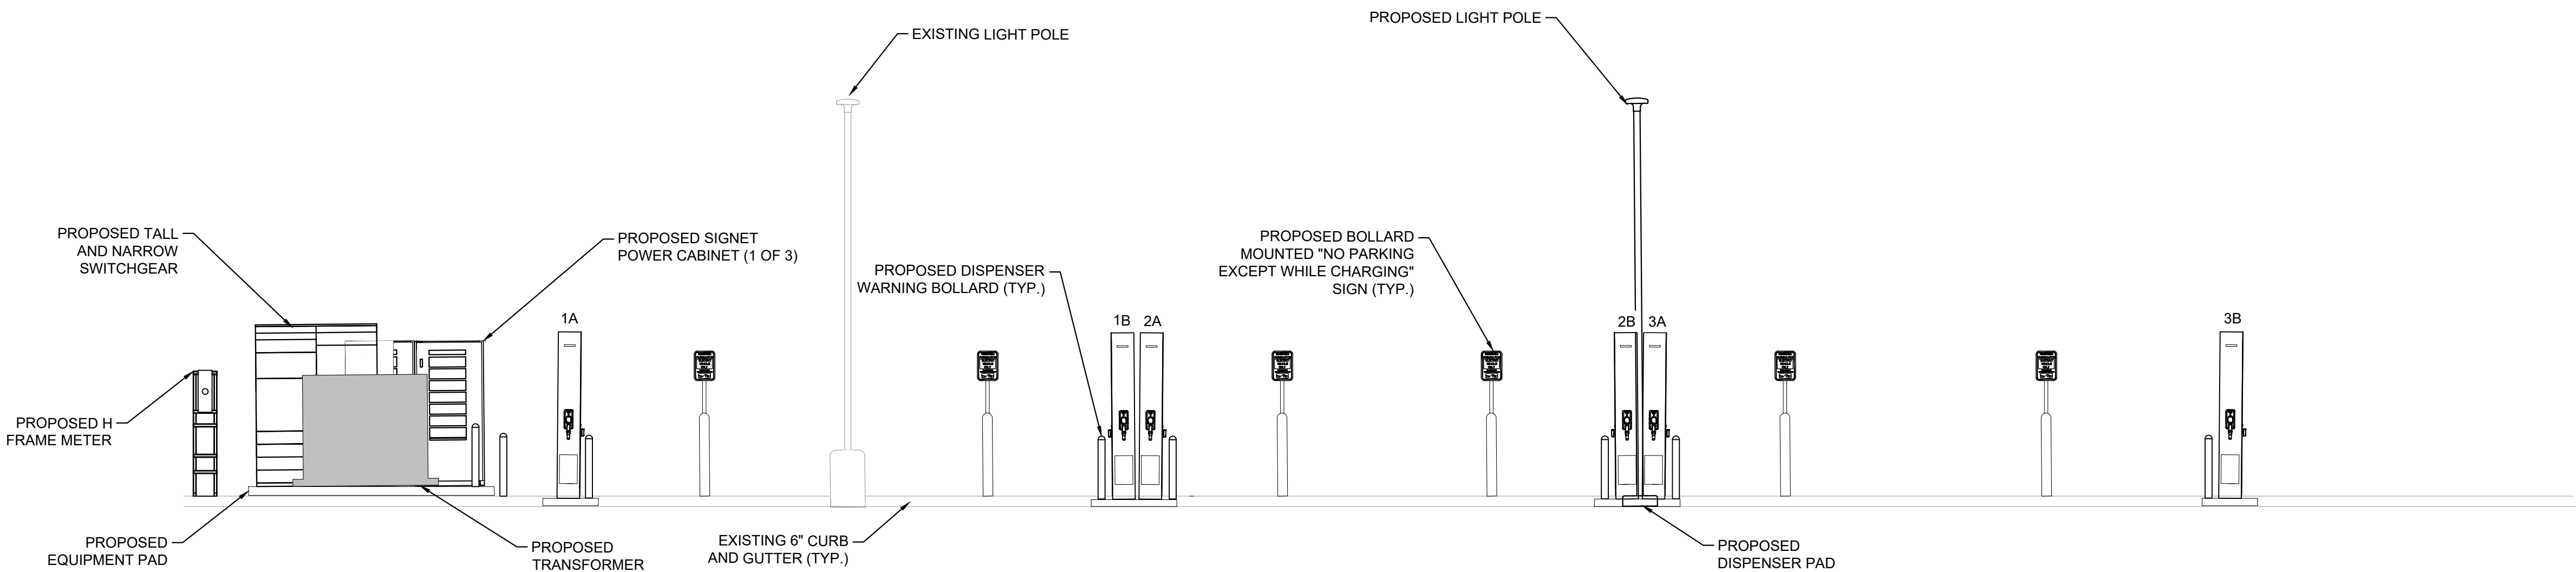 PROPOSED LIGHT POLE
EXISTING LIGHT POLE
PROPOSED TALL
AND NARROW
SWITCHGEAR
PROPOSED SIGNET
POWER CABINET (1 OF 3)
PROPOSED DISPENSER
WARNING BOLLARD (TYP.)
PROPOSED BOLLARD
MOUNTED "NO PARKING
EXCEPT WHILE CHARGING"
SIGN (TYP.)
1A
1B
2A
2B
3A
3B
PROPOSED H
FRAME METER
PROPOSED
EQUIPMENT PAD
PROPOSED
TRANSFORMER
EXISTING 6" CURB
AND GUTTER (TYP.)
PROPOSED
DISPENSER PAD